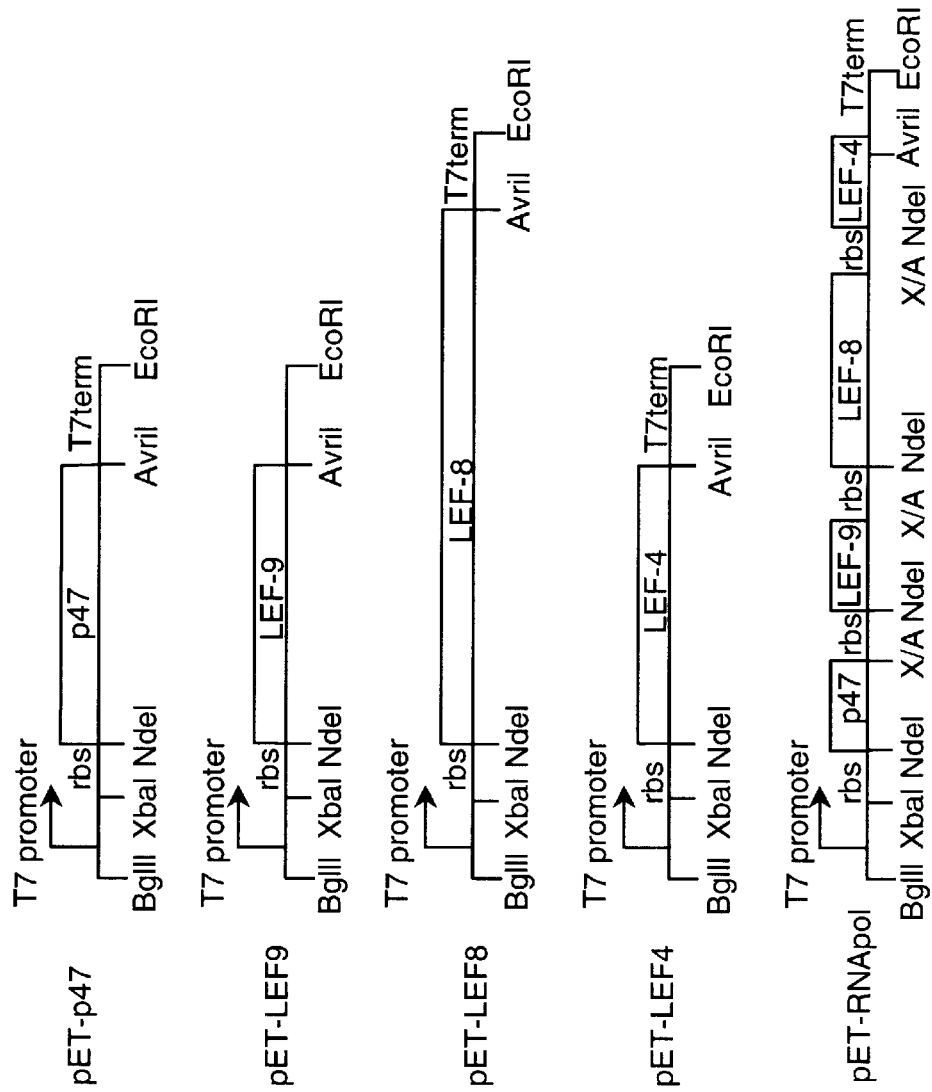 T7 promoter
rbs p47 T7term
pET-p47
BglII XbaI NdeI AvrII EcoRI
T7 promoter
rbs LEF-9
pET-LEF9
BglII XbaI NdeI AvrII EcoRI
T7 promoter
rbs LEF-8 T7term
pET-LEF8
BglII XbaI NdeI AvrII EcoRI
T7 promoter
rbs LEF-4 T7term
pET-LEF4
BglII XbaI NdeI AvrII EcoRI
T7 promoter
rbs p47 rbs LEF-9 rbs LEF-8 rbs LEF-4 T7term
pET-RNApol
BglII XbaI NdeI X/A NdeI X/A NdeI X/A NdeI AvrII EcoRI